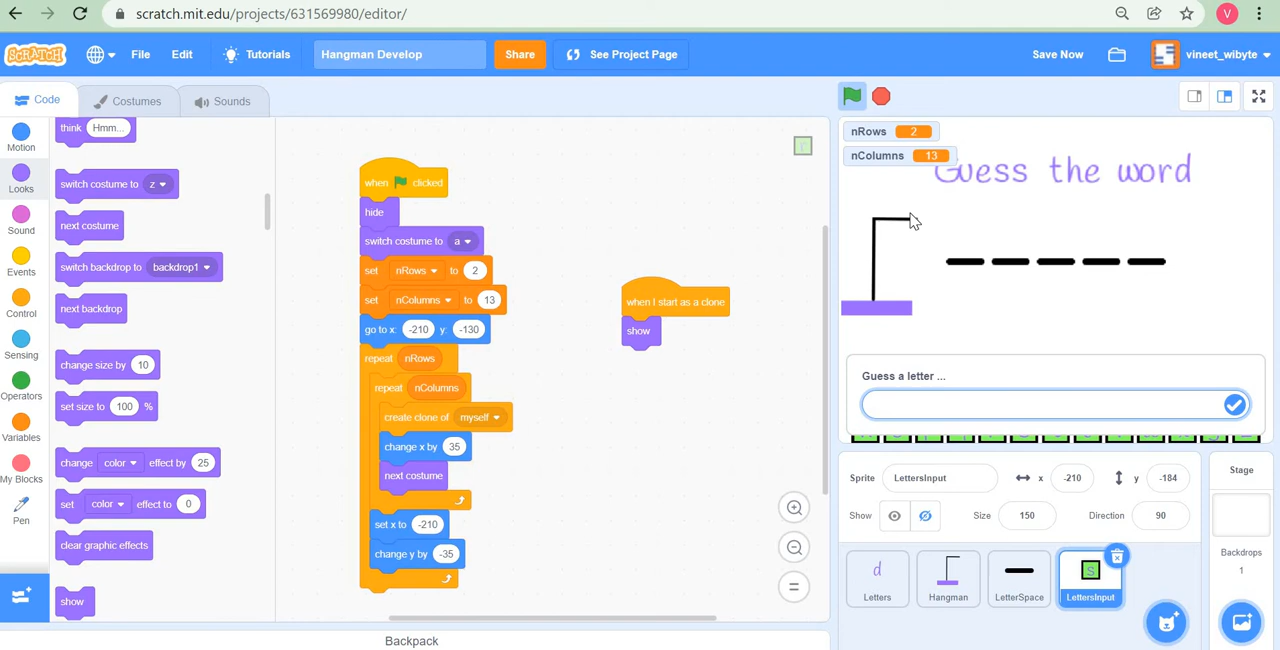 scratch.mit.edu/projects/631569980/editor/
V
SCRATCH File Edit Tutorials Hangman Develop Share See Project Page Save Now vineet_wibyte
Code Costumes Sounds
Motion
Looks
Sound
Events
Control
Sensing
Operators
Variables
My Blocks
Pen
think Hmm...
switch costume to z
next costume
switch backdrop to backdrop1
next backdrop
change size by 10
set size to 100 %
change color effect by 25
set color effect to 0
clear graphic effects
show
when clicked
hide
switch costume to a
set nRows to 2
set nColumns to 13
go to x: -210 y: -130
repeat nRows
repeat nColumns
create clone of myself
change x by 35
next costume
set x to -210
change y by -35
when I start as a clone
show
Backpack
nRows 2
nColumns 13
Guess the word
Guess a letter ...
Sprite LettersInput x -210 y -184
Show Size 150 Direction 90
d
Letters
Hangman
LetterSpace
s
LettersInput
Stage
Backdrops
1